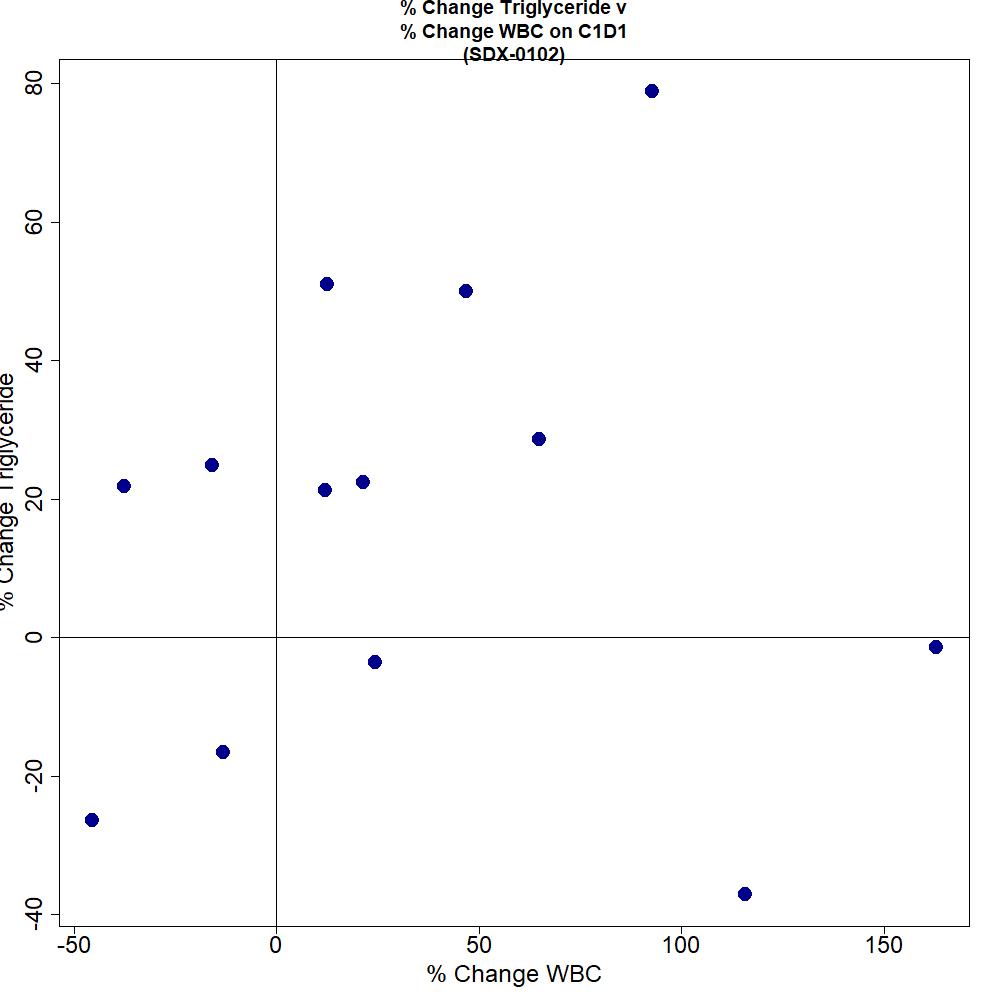 % Change Triglyceride v
% Change WBC on C1D1
(SDX-0102)
% Change Triglyceride
80
60
40
20
0
-20
-40
-50 0 50 100 150
% Change WBC